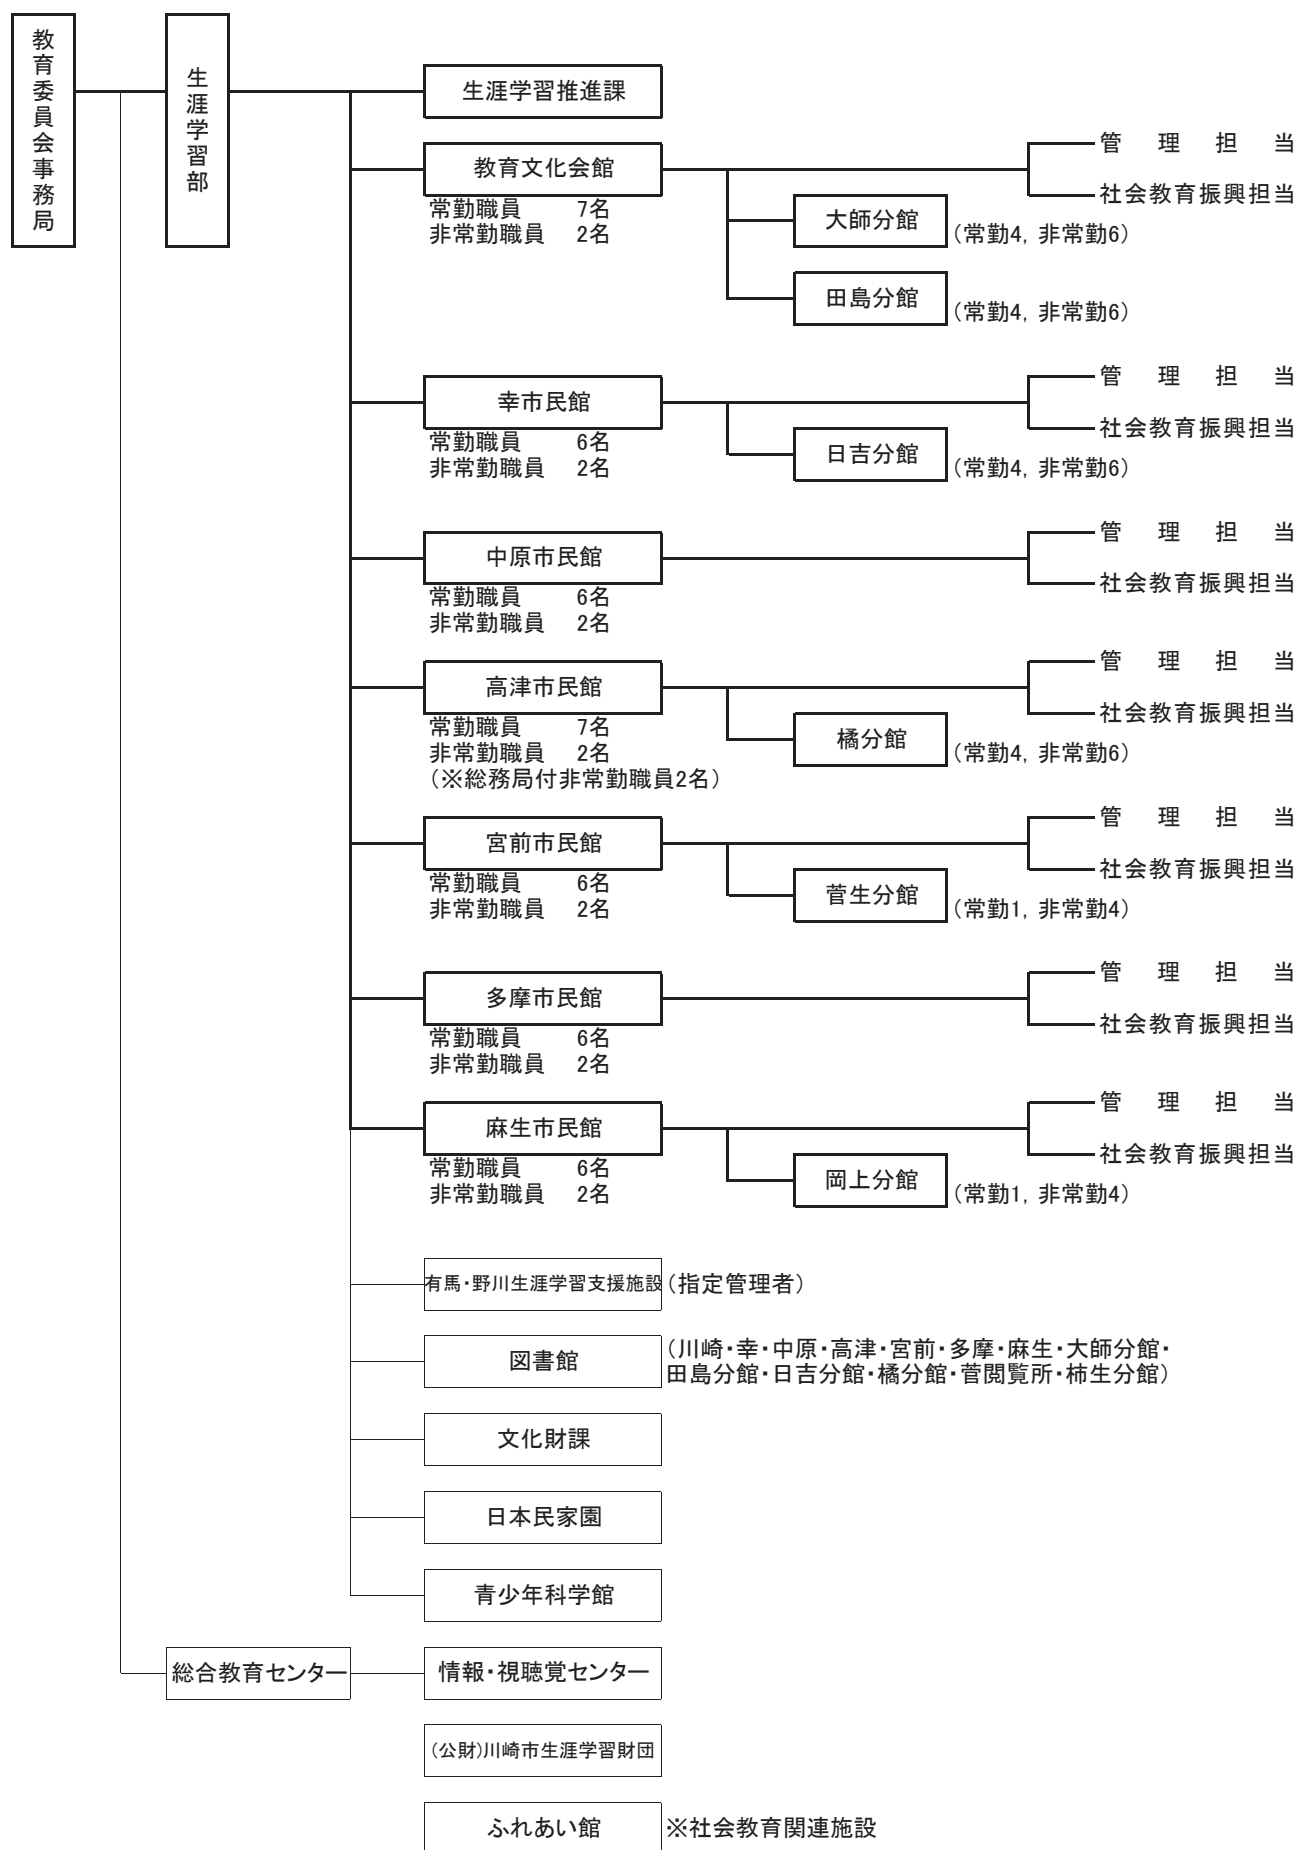 教育委員会事務局
生涯学習部
生涯学習推進課
教育文化会館
常勤職員 7名
非常勤職員 2名
管理担当
社会教育振興担当
大師分館 (常勤4, 非常勤6)
田島分館 (常勤4, 非常勤6)
幸市民館
常勤職員 6名
非常勤職員 2名
管理担当
社会教育振興担当
日吉分館 (常勤4, 非常勤6)
中原市民館
常勤職員 6名
非常勤職員 2名
管理担当
社会教育振興担当
高津市民館
常勤職員 7名
非常勤職員 2名
(※総務局付非常勤職員2名)
管理担当
社会教育振興担当
橘分館 (常勤4, 非常勤6)
宮前市民館
常勤職員 6名
非常勤職員 2名
管理担当
社会教育振興担当
菅生分館 (常勤1, 非常勤4)
多摩市民館
常勤職員 6名
非常勤職員 2名
管理担当
社会教育振興担当
麻生市民館
常勤職員 6名
非常勤職員 2名
管理担当
社会教育振興担当
岡上分館 (常勤1, 非常勤4)
有馬・野川生涯学習支援施設 (指定管理者)
図書館
(川崎・幸・中原・高津・宮前・多摩・麻生・大師分館・
田島分館・日吉分館・橘分館・菅閲覧所・柿生分館)
文化財課
日本民家園
青少年科学館
総合教育センター
情報・視聴覚センター
(公財)川崎市生涯学習財団
ふれあい館 ※社会教育関連施設